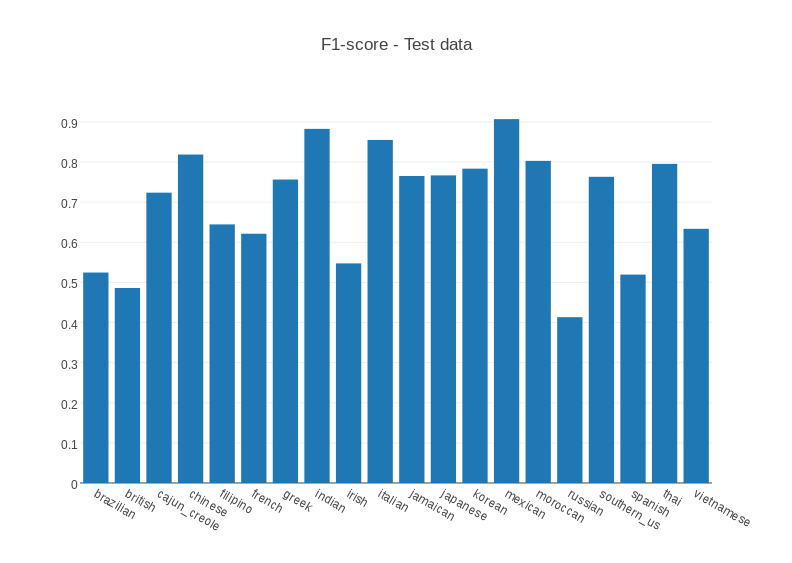 F1-score - Test data
0.9
0.8
0.7
0.6
0.5
0.4
0.3
0.2
0.1
0
brazilian
british
cajun_creole
chinese
filipino
french
greek
indian
irish
italian
jamaican
japanese
korean
mexican
moroccan
russian
southern_us
spanish
thai
vietnamese